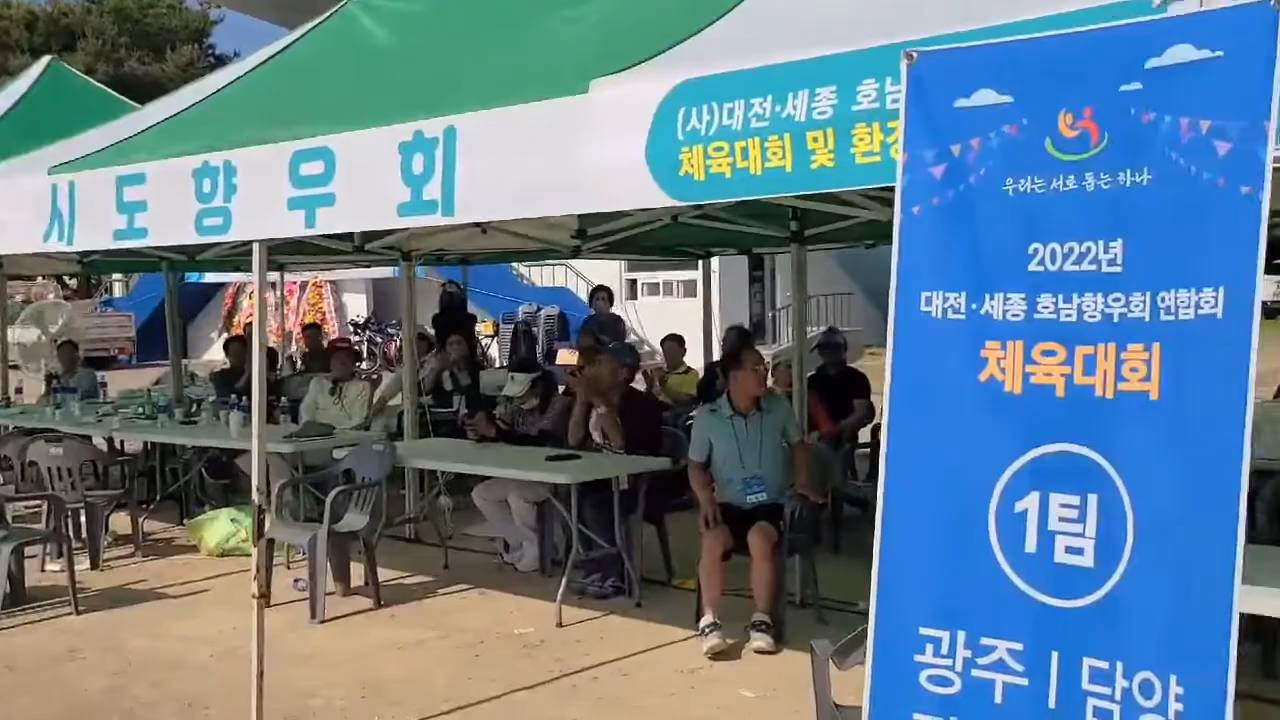 시도향우회
(사)대전·세종 호남
체육대회 및 환경
우리는 서로 돕는 하나
2022년
대전·세종 호남향우회 연합회
체육대회
1팀
광주 | 담양